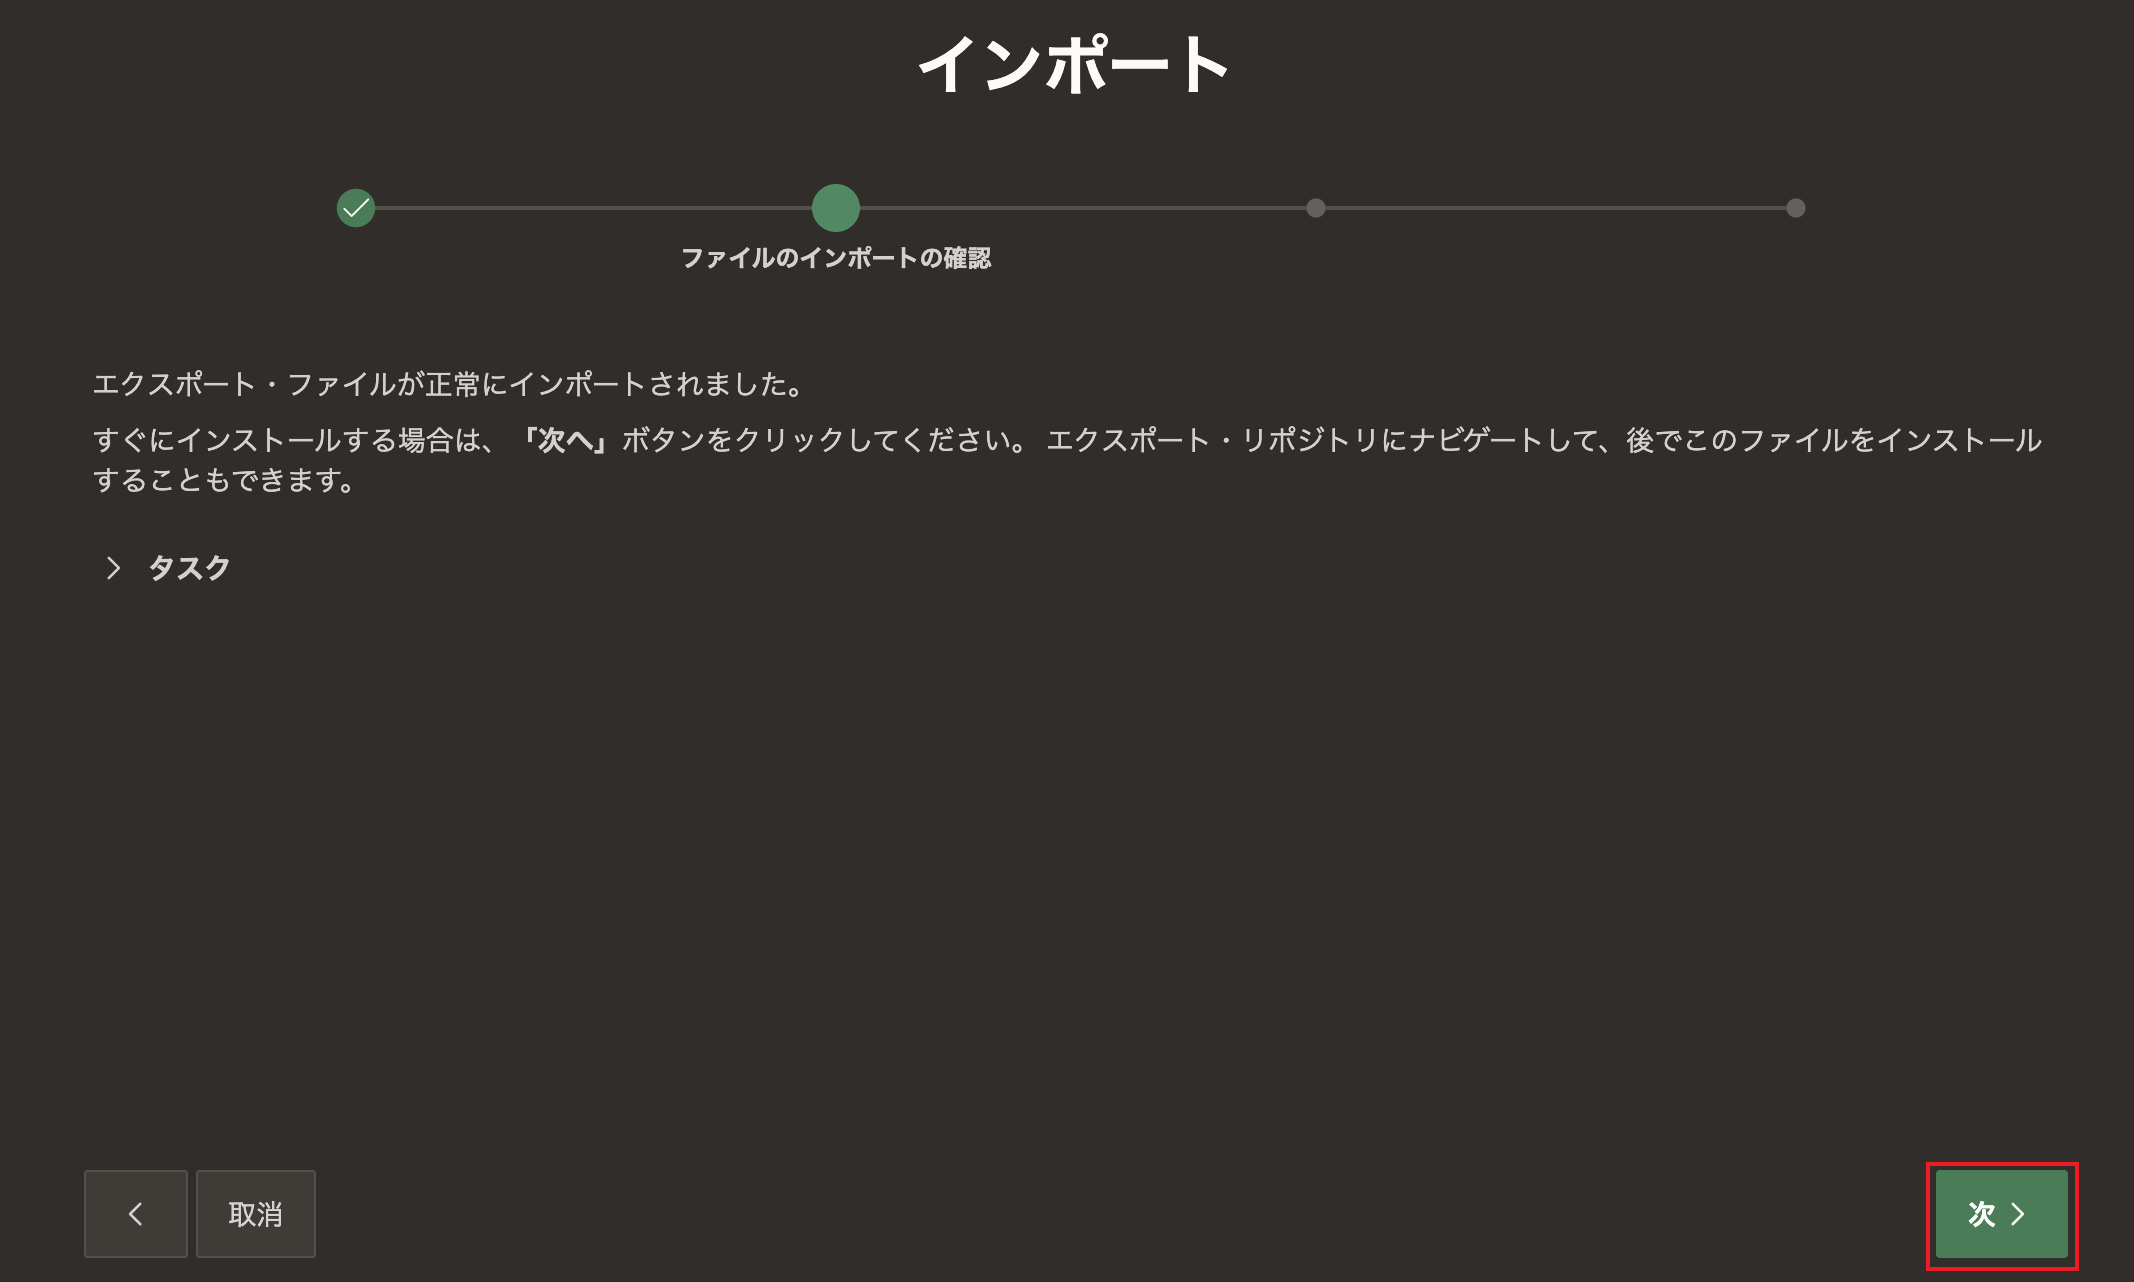 インポート
ファイルのインポートの確認
エクスポート・ファイルが正常にインポートされました。
すぐにインストールする場合は、「次へ」ボタンをクリックしてください。 エクスポート・リポジトリにナビゲートして、後でこのファイルをインストール
することもできます。
タスク
取消
次